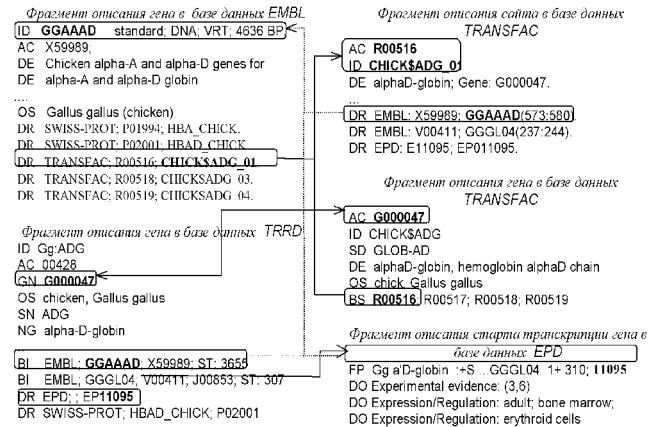 Фрагмент описания гена в базе данных EMBL
ID GGAAAD standard; DNA; VRT; 4636 BP.
AC X59989;
DE Chicken alpha-A and alpha-D genes for
DE alpha-A and alpha-D globin
....
OS Gallus gallus (chicken)
DR SWISS-PROT; P01994; HBA_CHICK.
DR SWISS-PROT; P02001; HBAD_CHICK
DR TRANSFAC; R00516; CHICK$ADG_01
DR TRANSFAC; R00518; CHICKSADG_03.
DR TRANSFAC; R00519; CHICKSADG_04.
Фрагмент описания гена в базе данных TRRD
ID Gg:ADG
AC 00428
GN G000047
OS chicken, Gallus gallus
SN ADG
NG alpha-D-globin
BI EMBL; GGAAAD; X59989; ST: 3655
BI EMBL; GGGL04; V00411; J00853; ST: 307
DR EPD; ; EP11095
DR SWISS-PROT; HBAD_CHICK; P02001
Фрагмент описания сайта в базе данных
TRANSFAC
AC R00516
ID CHICK$ADG_01
DE alphaD-globin; Gene: G000047.
...
DR EMBL: X59989; GGAAAD(573:580).
DR EMBL: V00411; GGGL04(237:244).
DR EPD: E11095; EP011095.
Фрагмент описания гена в базе данных
TRANSFAC
AC G000047
ID CHICK$ADG
SD GLOB-AD
DE alphaD-globin, hemoglobin alphaD chain
OS chick, Gallus gallus
BS R00516; R00517; R00518; R00519
Фрагмент описания старта транскрипции гена в
базе данных EPD
FP Gg a'D-globin :+S ...GGGL04 1+ 310; 11095
DO Experimental evidence: (3,6)
DO Expression/Regulation: adult; bone marrow;
DO Expression/Regulation: erythroid cells